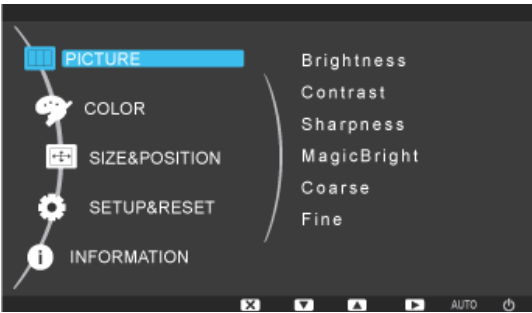 PICTURE
COLOR
SIZE&POSITION
SETUP&RESET
INFORMATION
Brightness
Contrast
Sharpness
MagicBright
Coarse
Fine
AUTO